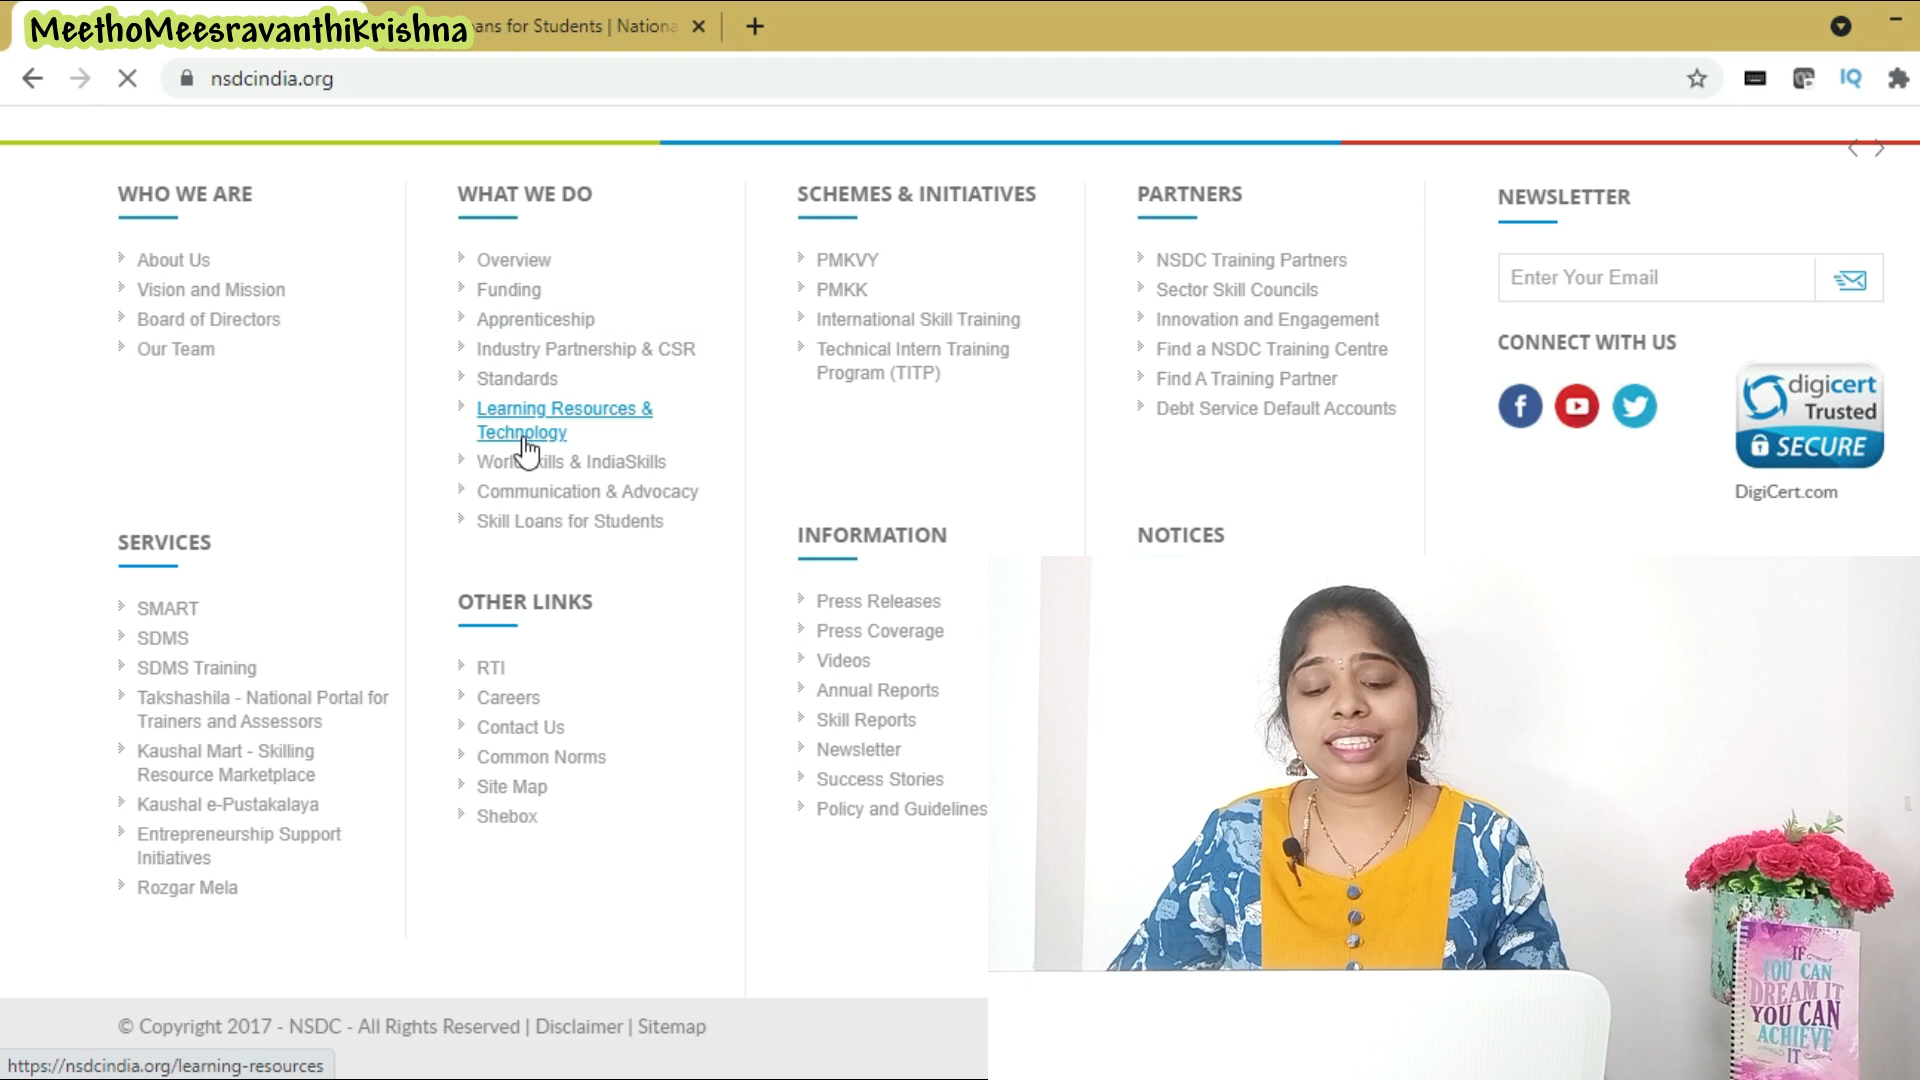 MeethoMeesravanthiKrishna
ans for Students | Nationa
nsdcindia.org
IQ
WHO WE ARE
About Us
Vision and Mission
Board of Directors
Our Team
WHAT WE DO
Overview
Funding
Apprenticeship
Industry Partnership & CSR
Standards
Learning Resources &
Technology
Communication & Advocacy
Skill Loans for Students
SCHEMES & INITIATIVES
PMKVY
PMKK
International Skill Training
Technical Intern Training
Program (TITP)
PARTNERS
NSDC Training Partners
Sector Skill Councils
Innovation and Engagement
Find a NSDC Training Centre
Find A Training Partner
Debt Service Default Accounts
NEWSLETTER
Enter Your Email
CONNECT WITH US
digicert
Trusted
SECURE
DigiCert.com
SERVICES
SMART
SDMS
SDMS Training
Takshashila - National Portal for
Trainers and Assessors
Kaushal Mart - Skilling
Resource Marketplace
Kaushal e-Pustakalaya
Entrepreneurship Support
Initiatives
Rozgar Mela
OTHER LINKS
RTI
Careers
Contact Us
Common Norms
Site Map
Shebox
INFORMATION
Press Releases
Press Coverage
Videos
Annual Reports
Skill Reports
Newsletter
Success Stories
Policy and Guidelines
NOTICES
IF
YOU CAN
DREAM IT
YOU CAN
ACHIEVE
IT
© Copyright 2017 - NSDC - All Rights Reserved | Disclaimer | Sitemap
https://nsdcindia.org/learning-resources